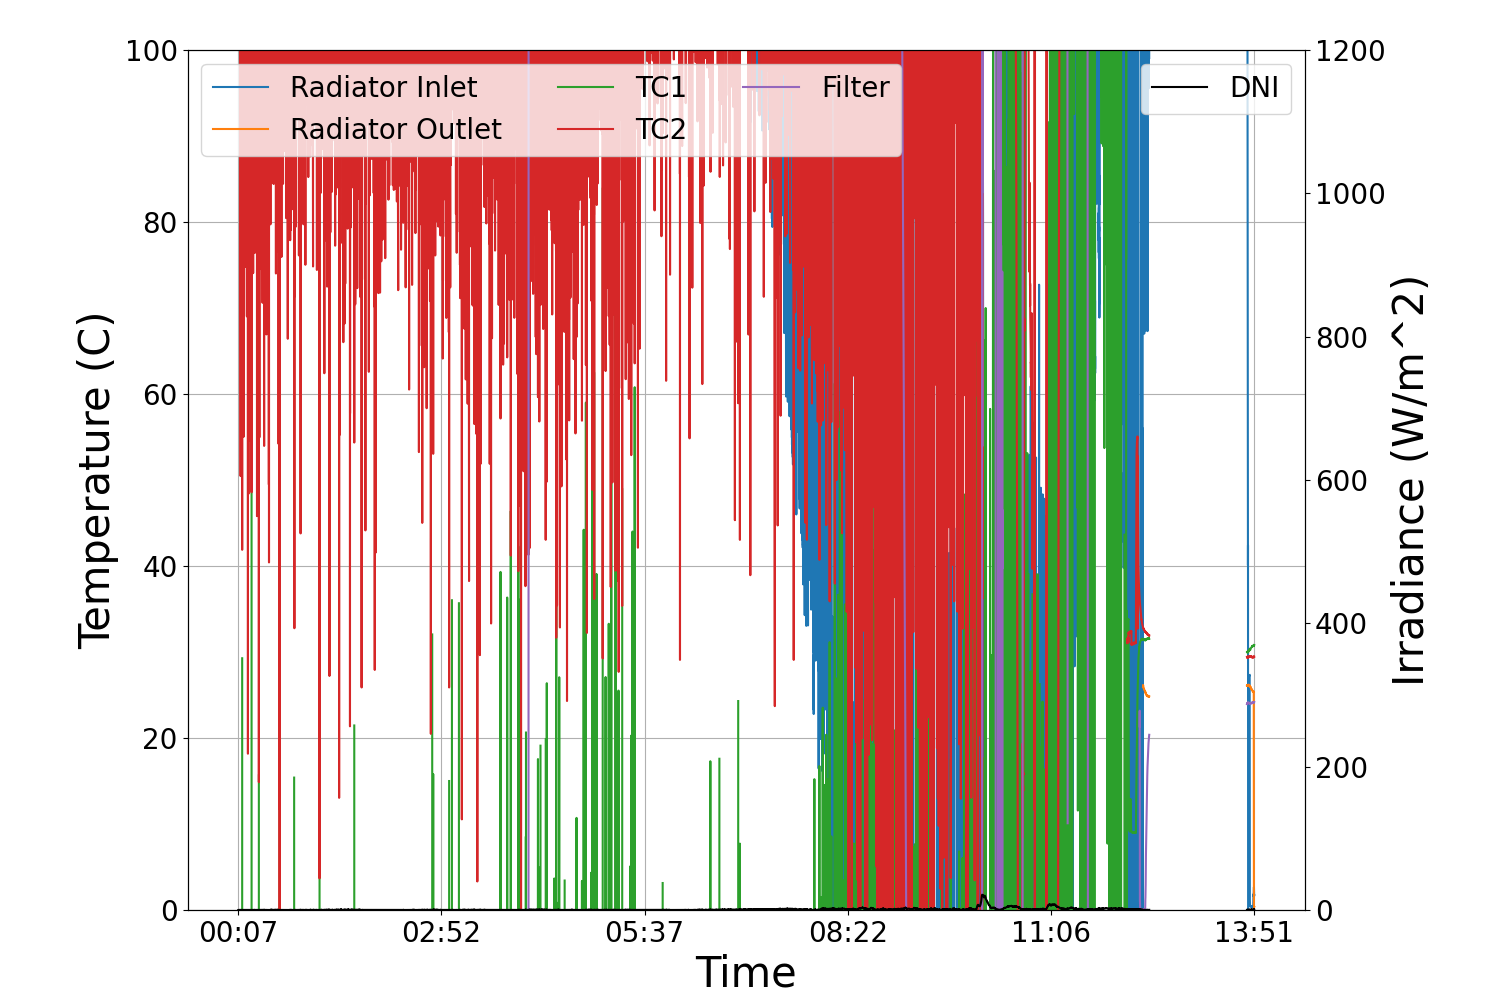 100
80
60
40
20
0
Temperature (C)
Radiator Inlet
Radiator Outlet
TC1
TC2
Filter
DNI
1200
1000
800
600
400
200
0
Irradiance (W/m^2)
00:07
02:52
05:37
08:22
11:06
13:51
Time